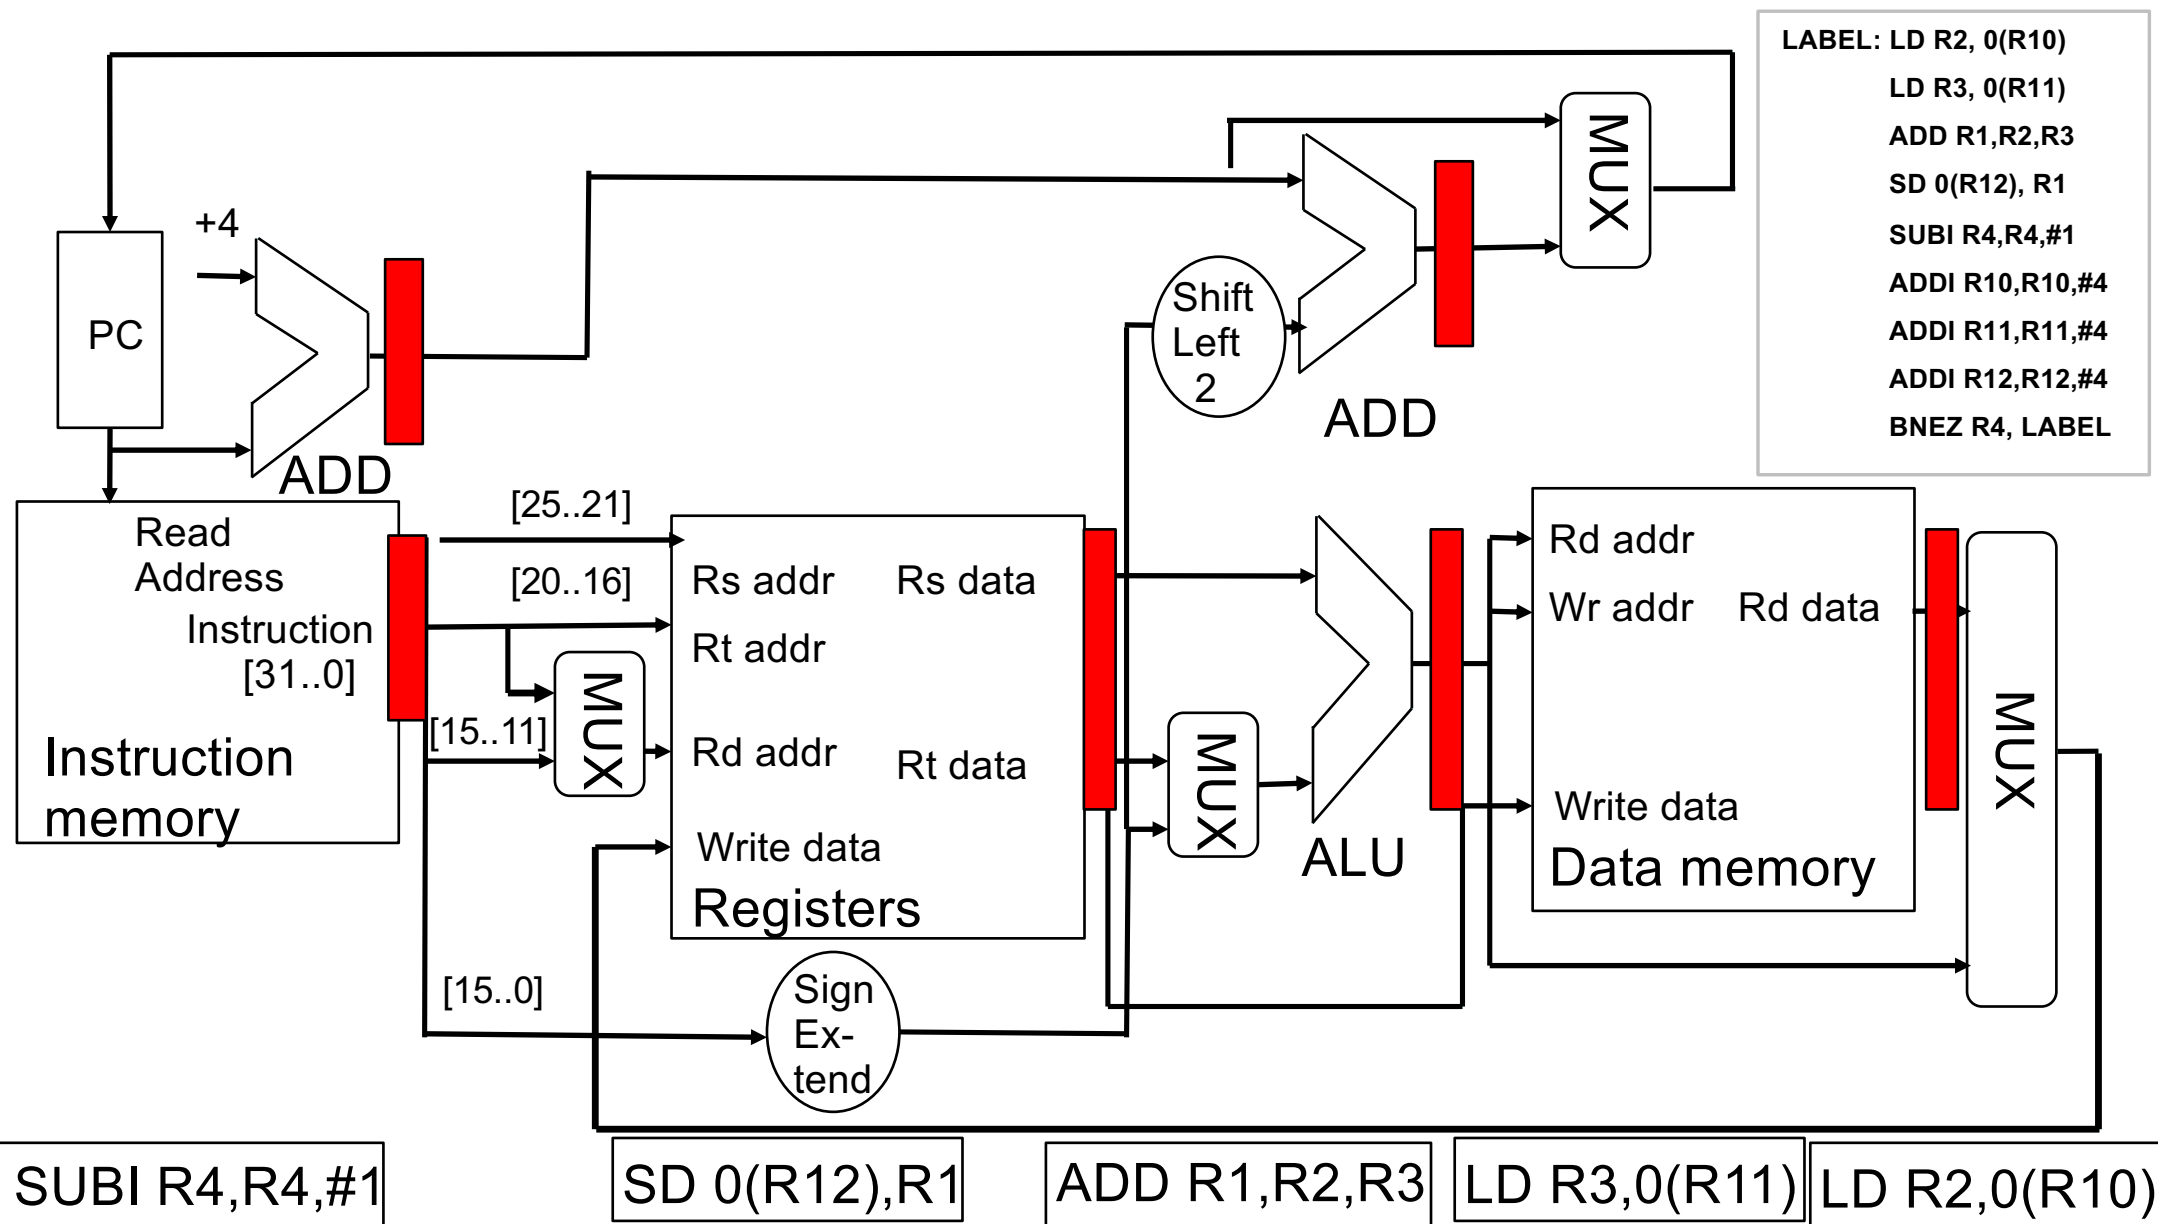 LABEL: LD R2, 0(R10)
LD R3, 0(R11)
ADD R1,R2,R3
SD 0(R12), R1
SUBI R4,R4,#1
ADDI R10,R10,#4
ADDI R11,R11,#4
ADDI R12,R12,#4
BNEZ R4, LABEL
MUX
+4
PC
ADD
Shift
Left
2
ADD
Read
Address
Instruction
[31..0]
Instruction
memory
[25..21]
[20..16]
[15..11]
[15..0]
MUX
Rs addr
Rs data
Rt addr
Rd addr
Rt data
Write data
Registers
Sign
Ex-
tend
MUX
ALU
Rd addr
Wr addr
Rd data
Write data
Data memory
MUX
SUBI R4,R4,#1
SD 0(R12),R1
ADD R1,R2,R3
LD R3,0(R11)
LD R2,0(R10)